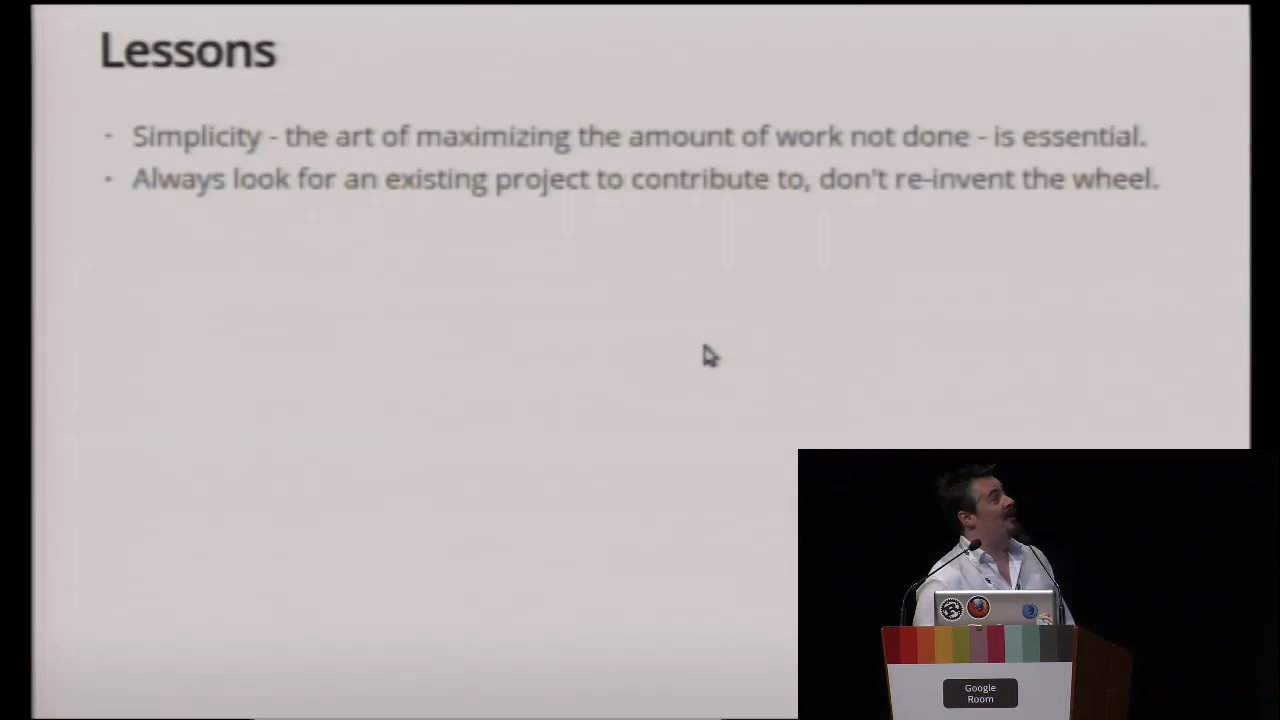 Lessons
· Simplicity - the art of maximizing the amount of work not done - is essential.
· Always look for an existing project to contribute to, don't re-invent the wheel.
Google
Room